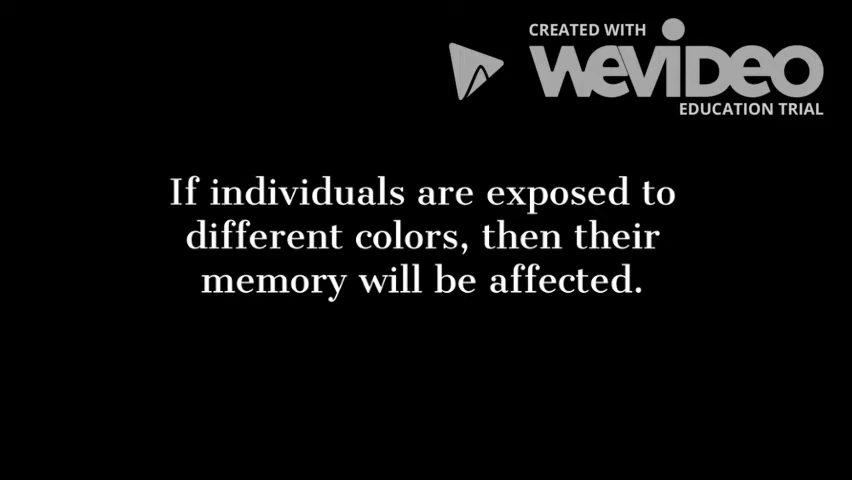 CREATED WITH
WEVIDEO
EDUCATION TRIAL
If individuals are exposed to
different colors, then their
memory will be affected.